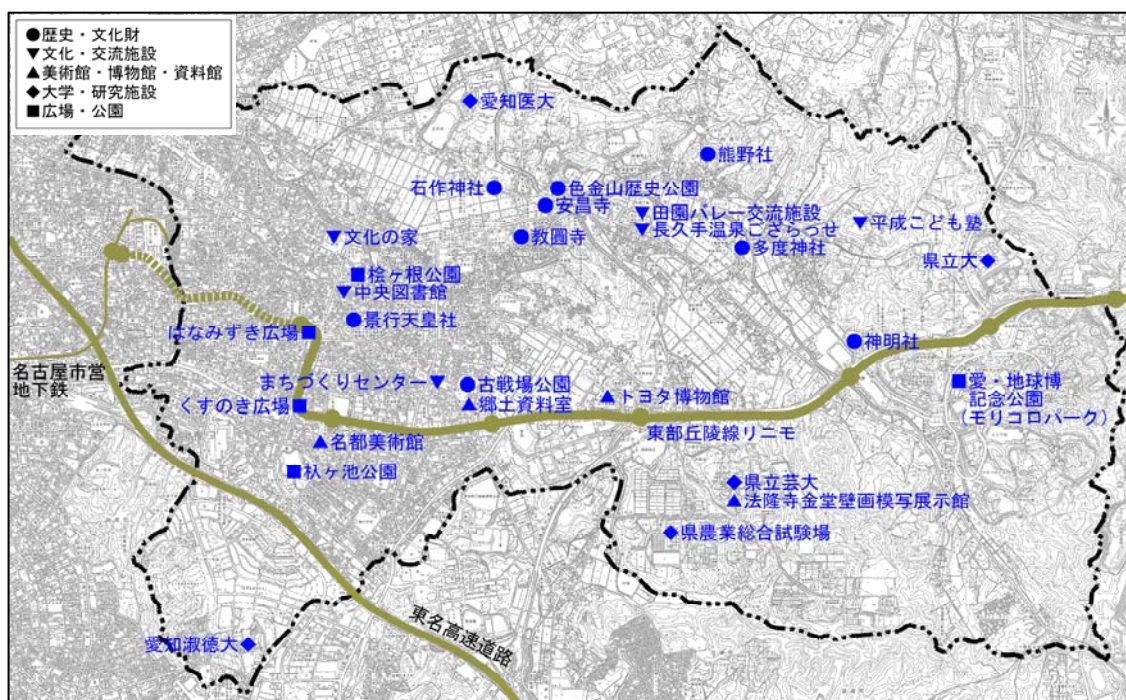 ●歴史・文化財
▼文化・交流施設
▲美術館・博物館・資料館
◆大学・研究施設
■広場・公園
◆愛知医大
●熊野社
石作神社●
●色金山歴史公園
●安昌寺
▼田園バレー交流施設
▼長久手温泉ござらっせ
▼平成こども塾
▼文化の家
●教圓寺
●多度神社
県立大◆
■桧ヶ根公園
▼中央図書館
●景行天皇社
はなみずき広場■
●神明社
名古屋市営
地下鉄
まちづくりセンター▼
●古戦場公園
■愛・地球博
記念公園
(モリコロパーク)
▲トヨタ博物館
くすのき広場■
▲郷土資料室
東部丘陵線リニモ
▲名都美術館
■杁ヶ池公園
◆県立芸大
▲法隆寺金堂壁画模写展示館
◆県農業総合試験場
東名高速道路
愛知淑徳大◆